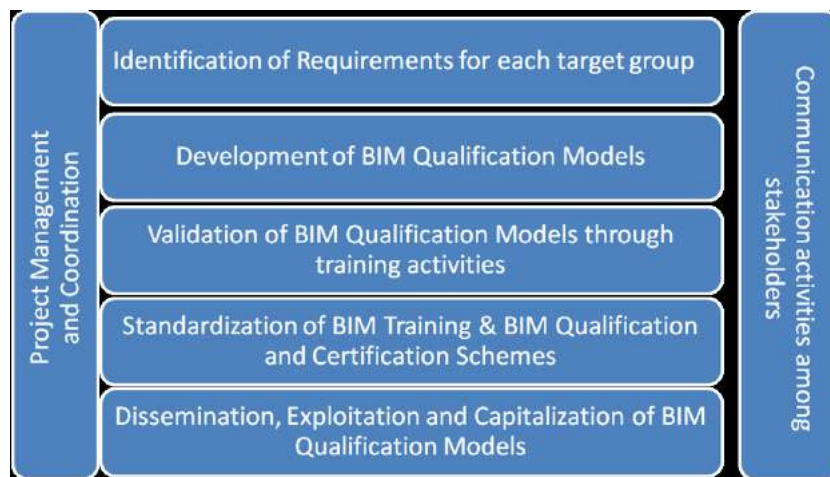 Project Management
and Coordination
Identification of Requirements for each target group
Development of BIM Qualification Models
Validation of BIM Qualification Models through
training activities
Standardization of BIM Training & BIM Qualification
and Certification Schemes
Dissemination, Exploitation and Capitalization of BIM
Qualification Models
Communication activities among
stakeholders